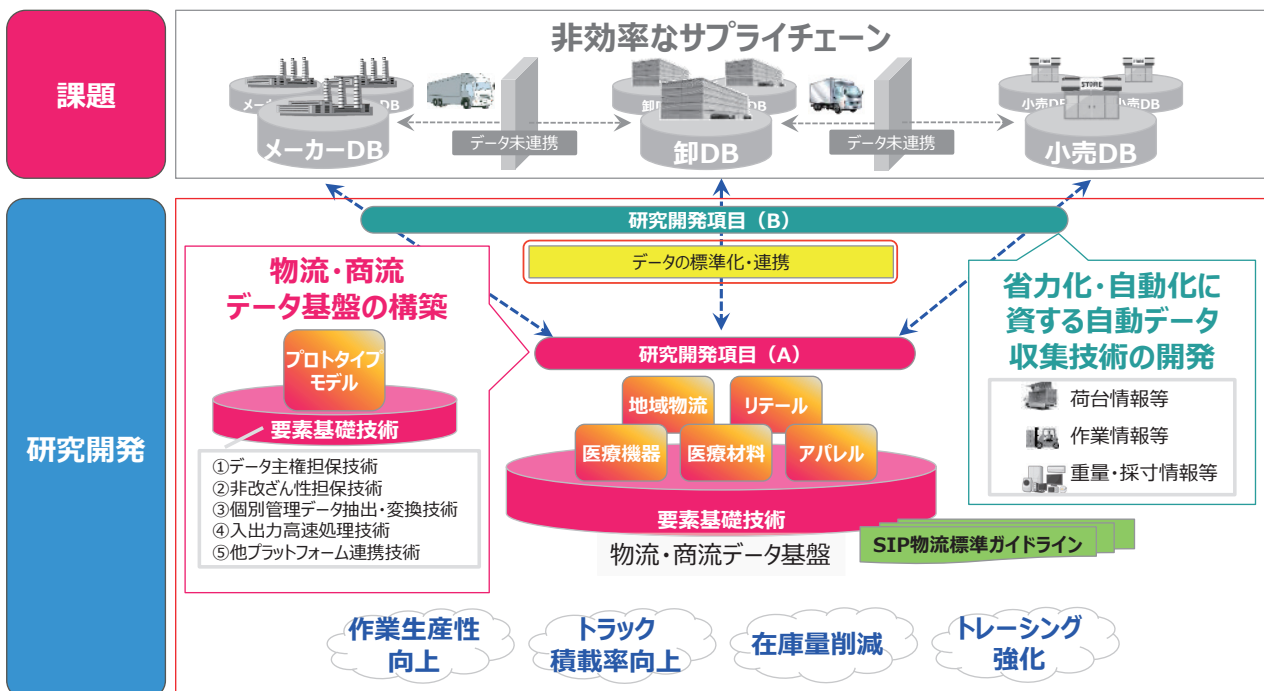 課題
非効率なサプライチェーン
メーカーDB
データ未連携
卸DB
データ未連携
小売DB
小売DB
小売DB
STORE
研究開発
研究開発項目（B）
データの標準化・連携
物流・商流
データ基盤の構築
プロトタイプ
モデル
要素基礎技術
①データ主権担保技術
②非改ざん性担保技術
③個別管理データ抽出・変換技術
④入出力高速処理技術
⑤他プラットフォーム連携技術
研究開発項目（A）
地域物流
リテール
医療機器
医療材料
アパレル
要素基礎技術
物流・商流データ基盤
SIP物流標準ガイドライン
省力化・自動化に
資する自動データ
収集技術の開発
荷台情報等
作業情報等
重量・採寸情報等
作業生産性
向上
トラック
積載率向上
在庫量削減
トレーシング
強化